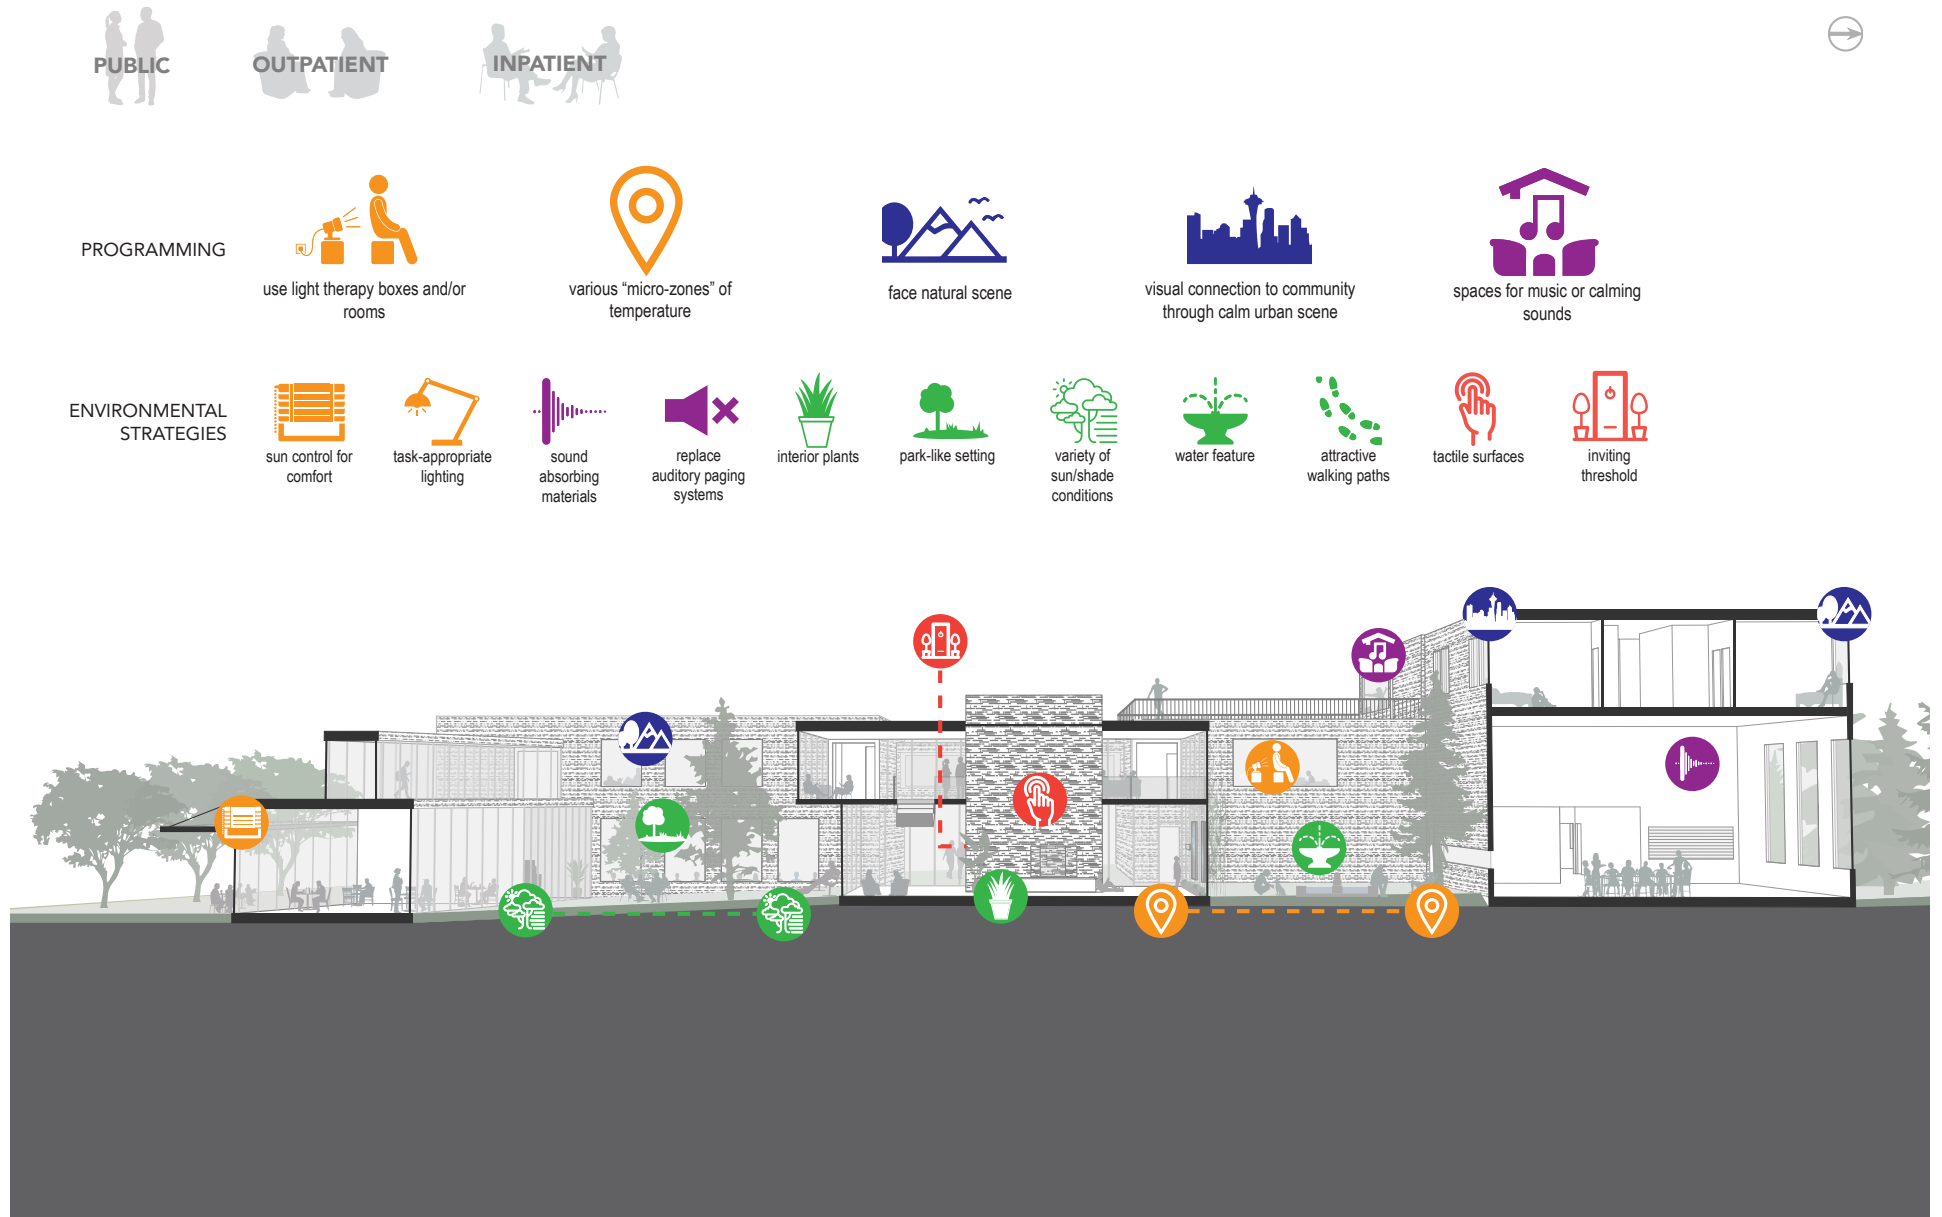 PUBLIC
OUTPATIENT
INPATIENT
PROGRAMMING
use light therapy boxes and/or
rooms
various “micro-zones” of
temperature
face natural scene
visual connection to community
through calm urban scene
spaces for music or calming
sounds
ENVIRONMENTAL
STRATEGIES
sun control for
comfort
task-appropriate
lighting
sound
absorbing
materials
replace
auditory paging
systems
interior plants
park-like setting
variety of
sun/shade
conditions
water feature
attractive
walking paths
tactile surfaces
inviting
threshold